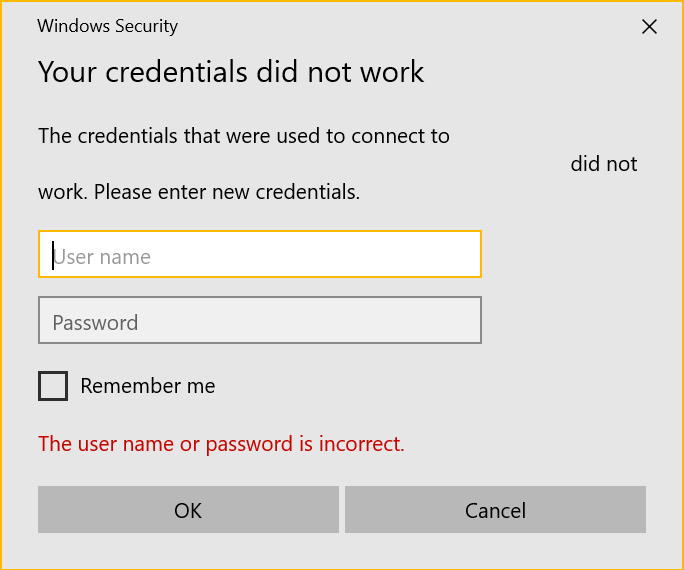 Windows Security
Your credentials did not work
The credentials that were used to connect to
did not
work. Please enter new credentials.
User name
Password
Remember me
The user name or password is incorrect.
OK
Cancel